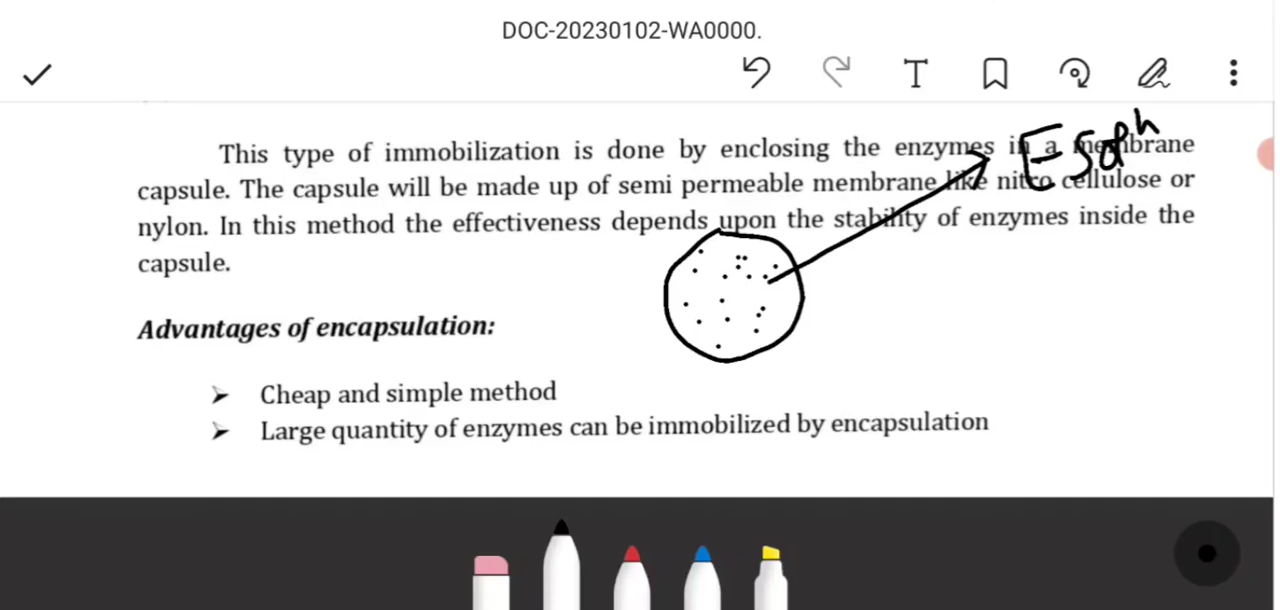 DOC-20230102-WA0000.
T
This type of immobilization is done by enclosing the enzymes in a membrane
capsule. The capsule will be made up of semi permeable membrane like nitro cellulose or
nylon. In this method the effectiveness depends upon the stability of enzymes inside the
capsule.
Advantages of encapsulation:
➢ Cheap and simple method
➢ Large quantity of enzymes can be immobilized by encapsulation